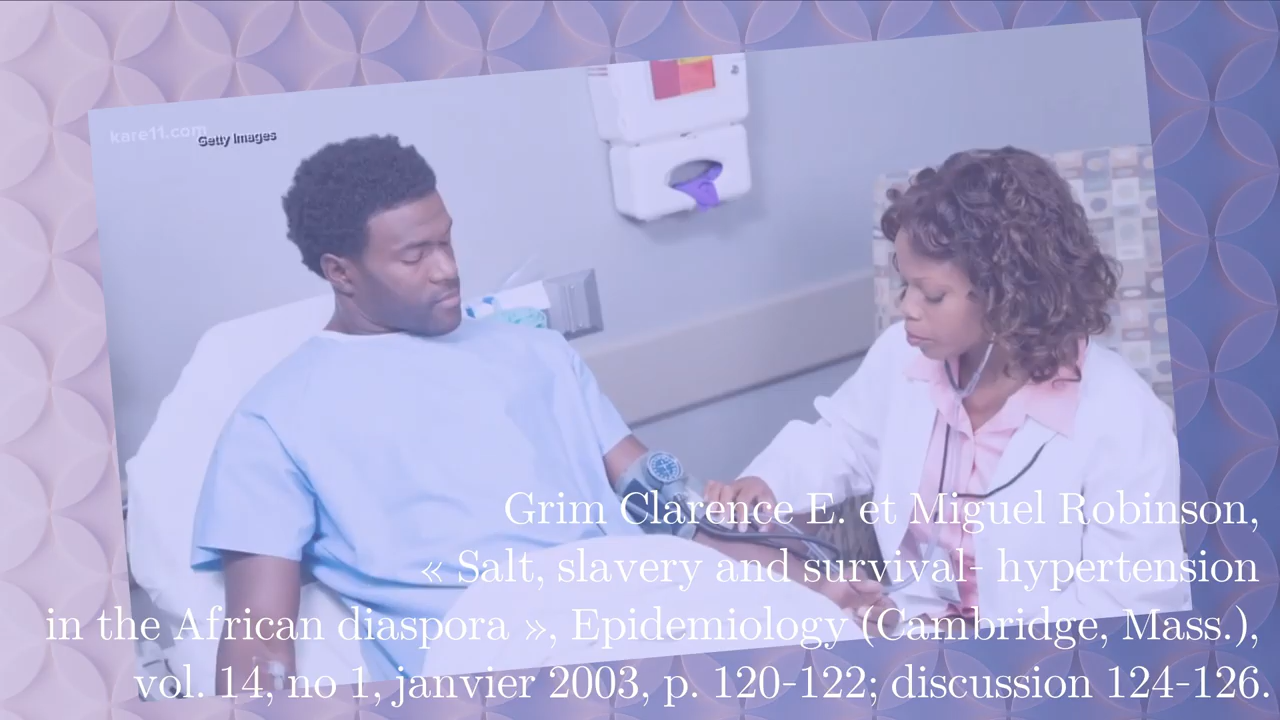 kare11.com
Getty Images
Grim Clarence E. et Miguel Robinson,
« Salt, slavery and survival- hypertension
in the African diaspora », Epidemiology (Cambridge, Mass.),
vol. 14, no 1, janvier 2003, p. 120-122; discussion 124-126.